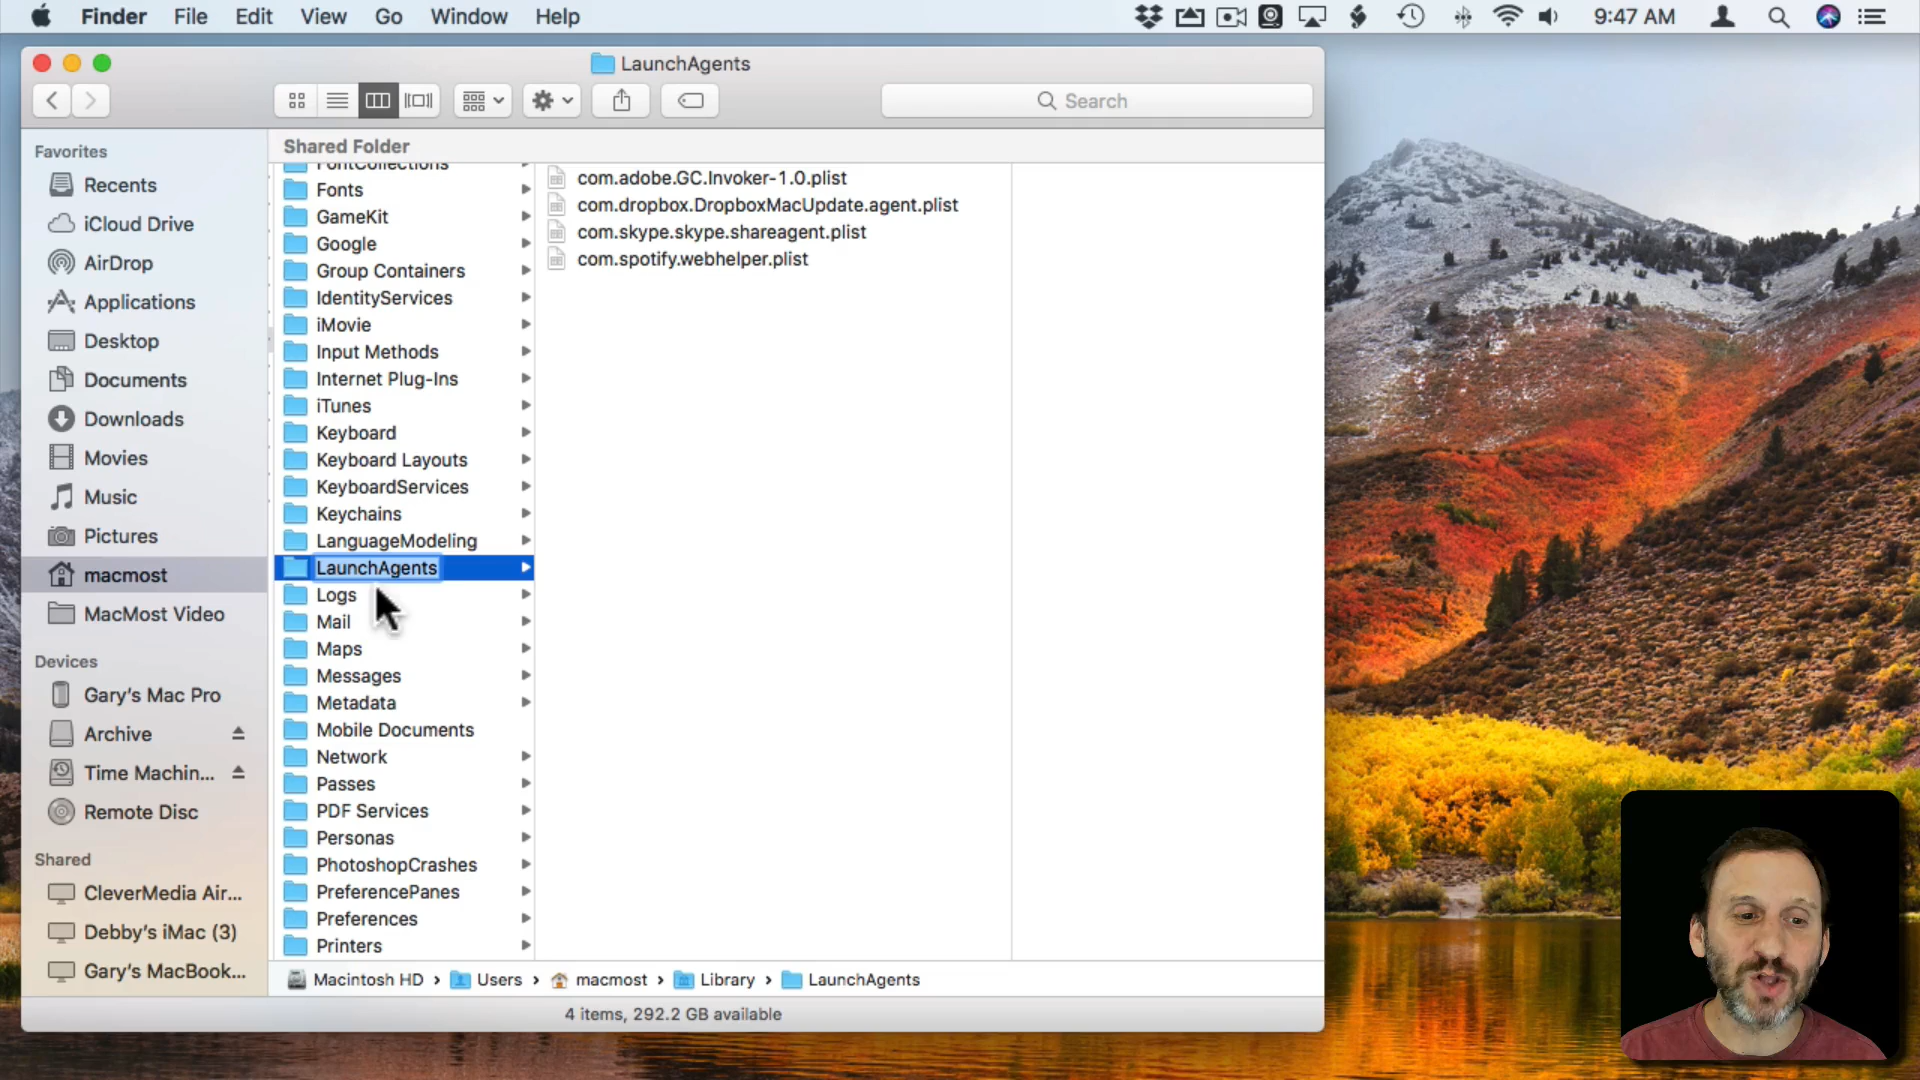 Finder File Edit View Go Window Help 9:47 AM
LaunchAgents
Search
Favorites
Recents
iCloud Drive
AirDrop
Applications
Desktop
Documents
Downloads
Movies
Music
Pictures
macmost
MacMost Video
Devices
Gary's Mac Pro
Archive
Time Machin...
Remote Disc
Shared
CleverMedia Air...
Debby's iMac (3)
Gary's MacBook...
Shared Folder
FontCollections
Fonts
GameKit
Google
Group Containers
IdentityServices
iMovie
Input Methods
Internet Plug-Ins
iTunes
Keyboard
Keyboard Layouts
KeyboardServices
Keychains
LanguageModeling
LaunchAgents
Logs
Mail
Maps
Messages
Metadata
Mobile Documents
Network
Passes
PDF Services
Personas
PhotoshopCrashes
PreferencePanes
Preferences
Printers
com.adobe.GC.Invoker-1.0.plist
com.dropbox.DropboxMacUpdate.agent.plist
com.skype.skype.shareagent.plist
com.spotify.webhelper.plist
Macintosh HD › Users › macmost › Library › LaunchAgents
4 items, 292.2 GB available